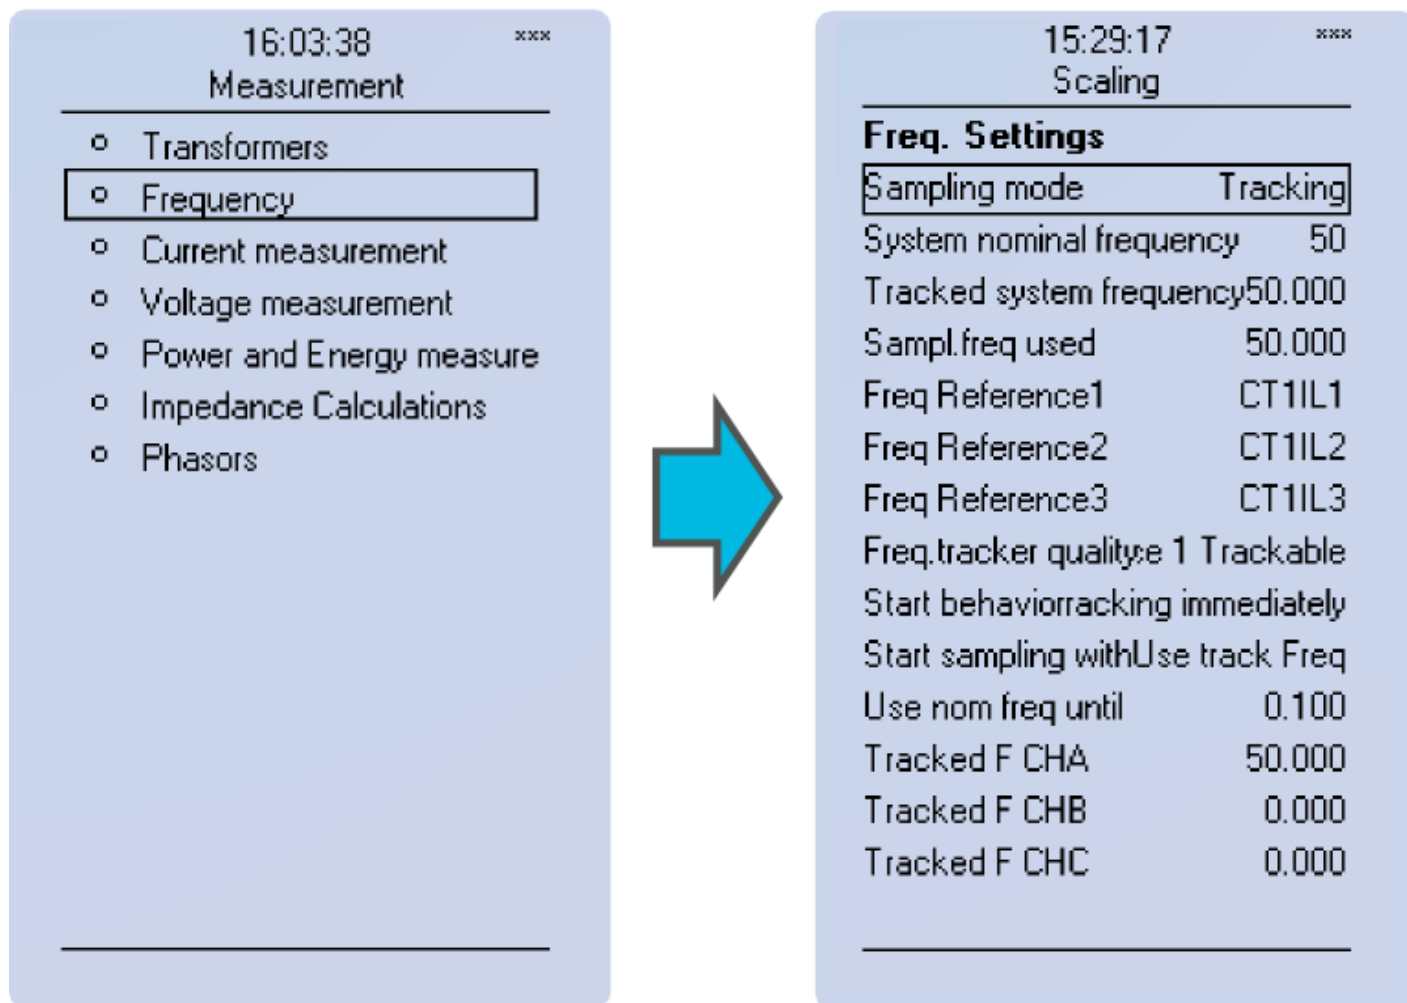 16:03:38 xxx
Measurement
Transformers
Frequency
Current measurement
Voltage measurement
Power and Energy measure
Impedance Calculations
Phasors
15:29:17 xxx
Scaling
Freq. Settings
Sampling mode Tracking
System nominal frequency 50
Tracked system frequency50.000
Sampl.freq used 50.000
Freq Reference1 CT1IL1
Freq Reference2 CT1IL2
Freq Reference3 CT1IL3
Freq.tracker quality:e 1 Trackable
Start behaviorracking immediately
Start sampling withUse track Freq
Use nom freq until 0.100
Tracked F CHA 50.000
Tracked F CHB 0.000
Tracked F CHC 0.000